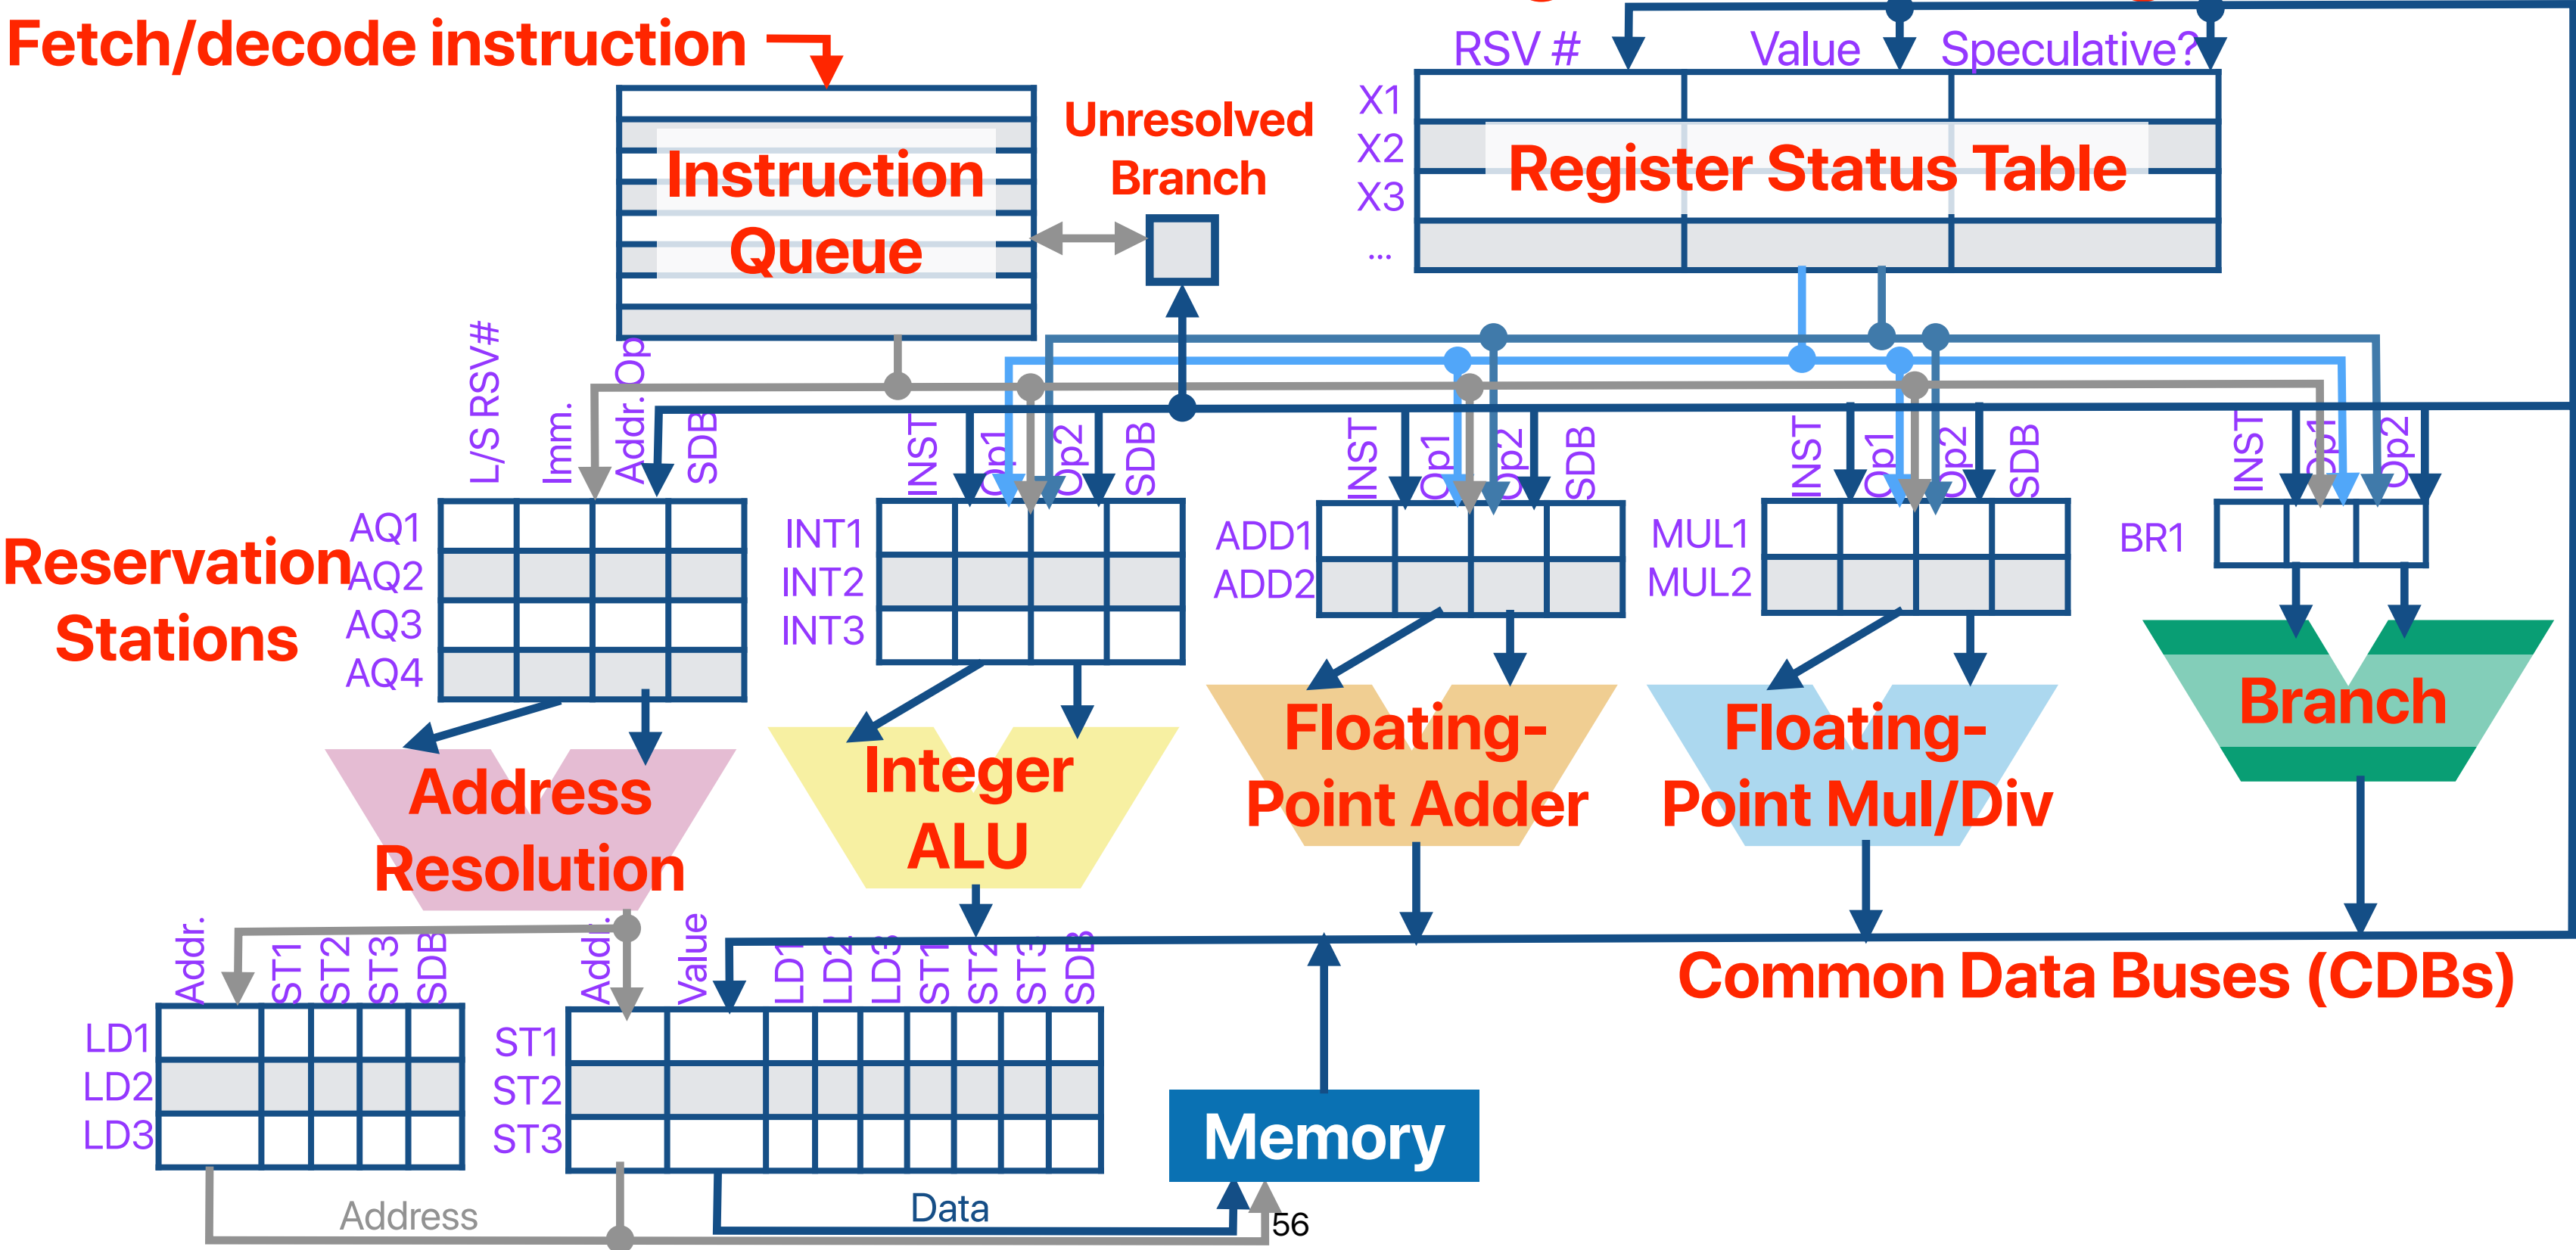 Fetch/decode instruction
RSV #
Value
Speculative?
X1
X2
X3
...
Register Status Table
Instruction
Queue
Unresolved
Branch
L/S RSV#
Imm.
Addr. Op
SDB
INST
Op1
Op2
SDB
INST
Op1
Op2
SDB
INST
Op1
Op2
SDB
INST
Op1
Op2
Reservation
Stations
AQ1
AQ2
AQ3
AQ4
INT1
INT2
INT3
ADD1
ADD2
MUL1
MUL2
BR1
Address
Resolution
Integer
ALU
Floating-
Point Adder
Floating-
Point Mul/Div
Branch
Addr.
ST1
ST2
ST3
SDB
Addr.
Value
LD1
LD2
LD3
ST1
ST2
ST3
SDB
Common Data Buses (CDBs)
LD1
LD2
LD3
ST1
ST2
ST3
Memory
Address
Data
56